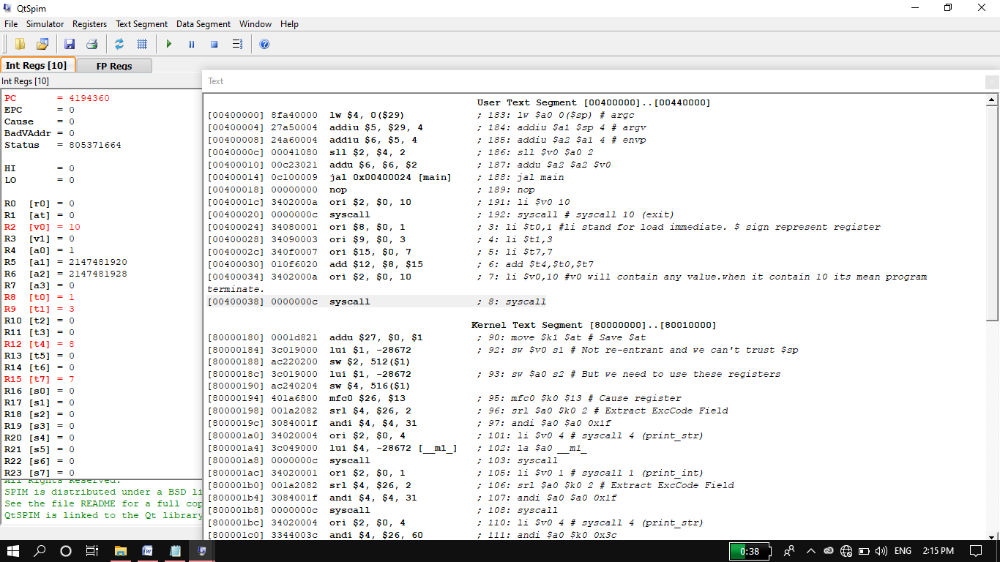 QtSpim
File Simulator Registers Text Segment Data Segment Window Help
Int Regs [10] FP Regs
Int Regs [10]
PC = 4194360
EPC = 0
Cause = 0
BadVAddr = 0
Status = 805371664
HI = 0
LO = 0
R0 [r0] = 0
R1 [at] = 0
R2 [v0] = 10
R3 [v1] = 0
R4 [a0] = 1
R5 [a1] = 2147481920
R6 [a2] = 2147481928
R7 [a3] = 0
R8 [t0] = 1
R9 [t1] = 3
R10 [t2] = 0
R11 [t3] = 0
R12 [t4] = 8
R13 [t5] = 0
R14 [t6] = 0
R15 [t7] = 7
R16 [s0] = 0
R17 [s1] = 0
R18 [s2] = 0
R19 [s3] = 0
R20 [s4] = 0
R21 [s5] = 0
R22 [s6] = 0
R23 [s7] = 0
All Rights Reserved.
SPIM is distributed under a BSD li
See the file README for a full cop
QtSPIM is linked to the Qt library
Text
User Text Segment [00400000]..[00440000]
[00400000] 8fa40000 lw $4, 0($29) ; 183: lw $a0 0($sp) # argc
[00400004] 27a50004 addiu $5, $29, 4 ; 184: addiu $a1 $sp 4 # argv
[00400008] 24a60004 addiu $6, $5, 4 ; 185: addiu $a2 $a1 4 # envp
[0040000c] 00041080 sll $2, $4, 2 ; 186: sll $v0 $a0 2
[00400010] 00c23021 addu $6, $6, $2 ; 187: addu $a2 $a2 $v0
[00400014] 0c100009 jal 0x00400024 [main] ; 188: jal main
[00400018] 00000000 nop ; 189: nop
[0040001c] 3402000a ori $2, $0, 10 ; 191: li $v0 10
[00400020] 0000000c syscall ; 192: syscall # syscall 10 (exit)
[00400024] 34080001 ori $8, $0, 1 ; 3: li $t0,1 #li stand for load immediate. $ sign represent register
[00400028] 34090003 ori $9, $0, 3 ; 4: li $t1,3
[0040002c] 340f0007 ori $15, $0, 7 ; 5: li $t7,7
[00400030] 010f6020 add $12, $8, $15 ; 6: add $t4,$t0,$t7
[00400034] 3402000a ori $2, $0, 10 ; 7: li $v0,10 #v0 will contain any value.when it contain 10 its mean program
terminate.
[00400038] 0000000c syscall ; 8: syscall
Kernel Text Segment [80000000]..[80010000]
[80000180] 0001d821 addu $27, $0, $1 ; 90: move $k1 $at # Save $at
[80000184] 3c019000 lui $1, -28672 ; 92: sw $v0 s1 # Not re-entrant and we can't trust $sp
[80000188] ac220200 sw $2, 512($1)
[8000018c] 3c019000 lui $1, -28672 ; 93: sw $a0 s2 # But we need to use these registers
[80000190] ac240204 sw $4, 516($1)
[80000194] 401a6800 mfc0 $26, $13 ; 95: mfc0 $k0 $13 # Cause register
[80000198] 001a2082 srl $4, $26, 2 ; 96: srl $a0 $k0 2 # Extract ExcCode Field
[8000019c] 3084001f andi $4, $4, 31 ; 97: andi $a0 $a0 0x1f
[800001a0] 34020004 ori $2, $0, 4 ; 101: li $v0 4 # syscall 4 (print_str)
[800001a4] 3c049000 lui $4, -28672 [__m1_] ; 102: la $a0 __m1_
[800001a8] 0000000c syscall ; 103: syscall
[800001ac] 34020001 ori $2, $0, 1 ; 105: li $v0 1 # syscall 1 (print_int)
[800001b0] 001a2082 srl $4, $26, 2 ; 106: srl $a0 $k0 2 # Extract ExcCode Field
[800001b4] 3084001f andi $4, $4, 31 ; 107: andi $a0 $a0 0x1f
[800001b8] 0000000c syscall ; 108: syscall
[800001bc] 34020004 ori $2, $0, 4 ; 110: li $v0 4 # syscall 4 (print_str)
[800001c0] 3344003c andi $4, $26, 60 ; 111: andi $a0 $k0 0x3c
0:38 ENG 2:15 PM